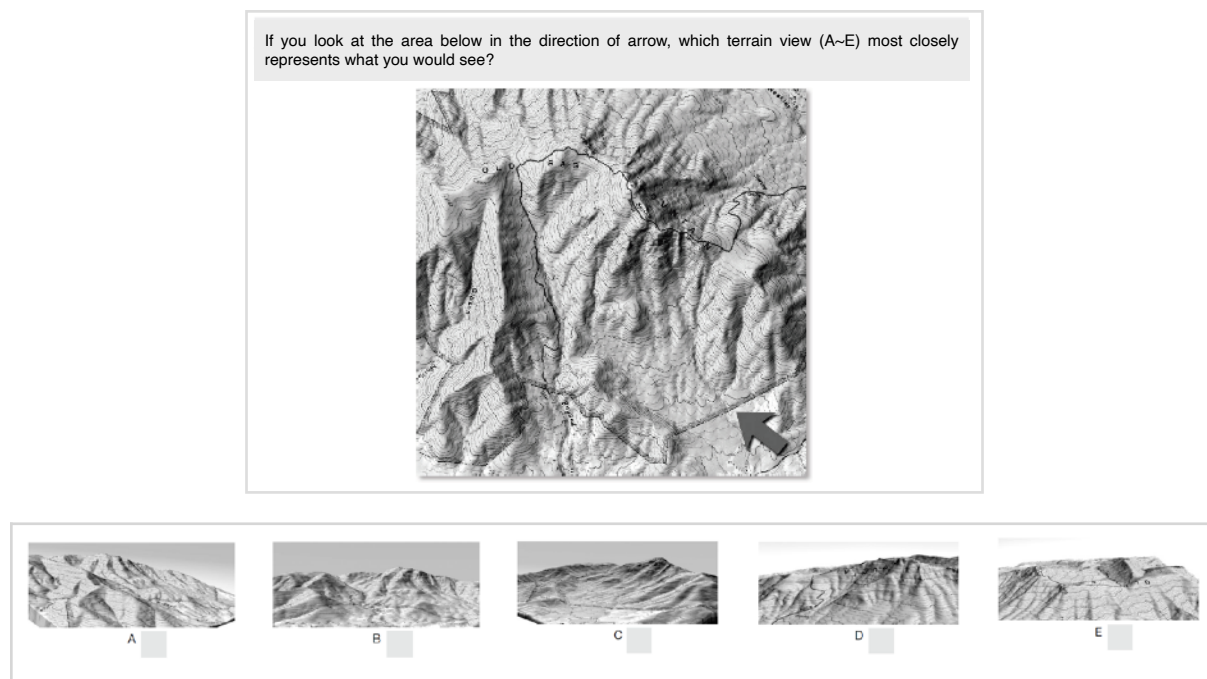 If you look at the area below in the direction of arrow, which terrain view (A~E) most closely
represents what you would see?
A
B
C
D
E